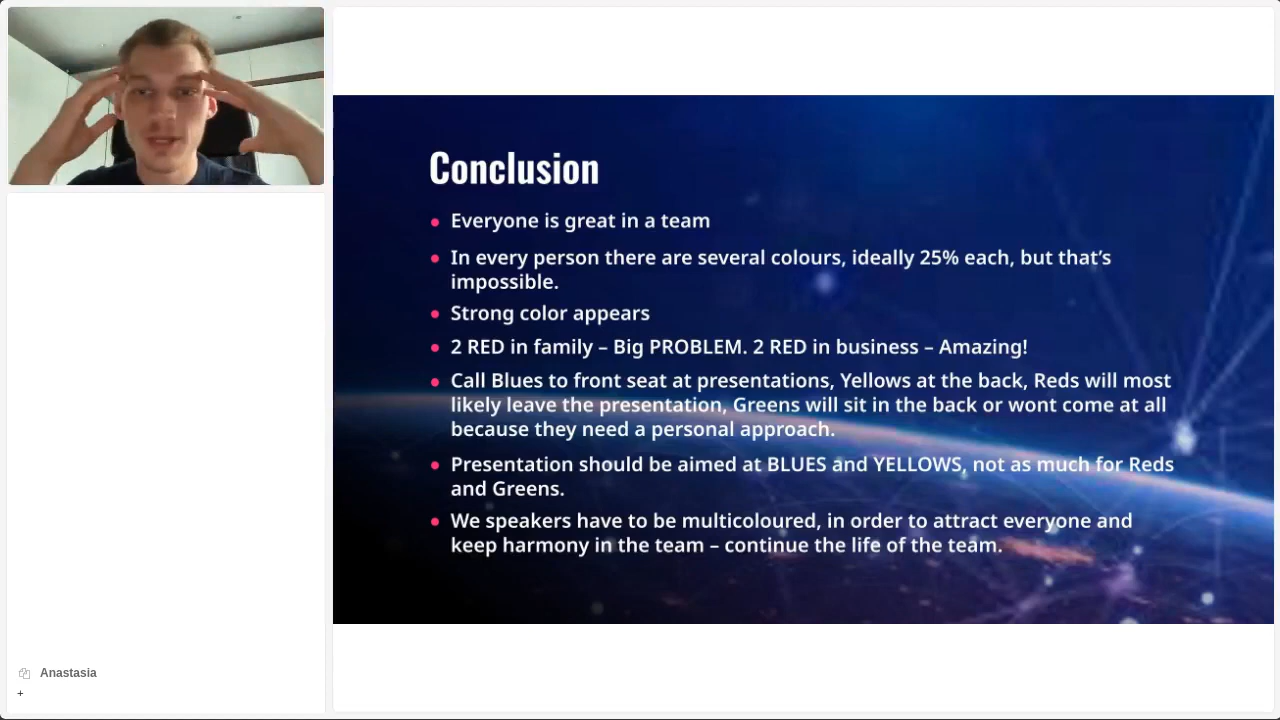 Conclusion
Everyone is great in a team
In every person there are several colours, ideally 25% each, but that’s
impossible.
Strong color appears
2 RED in family – Big PROBLEM. 2 RED in business – Amazing!
Call Blues to front seat at presentations, Yellows at the back, Reds will most
likely leave the presentation, Greens will sit in the back or wont come at all
because they need a personal approach.
Presentation should be aimed at BLUES and YELLOWS, not as much for Reds
and Greens.
We speakers have to be multicoloured, in order to attract everyone and
keep harmony in the team – continue the life of the team.
Anastasia
+